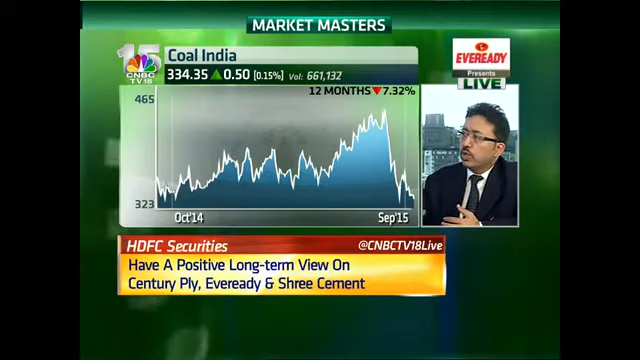 MARKET MASTERS
15
CNBC
TV18
Coal India
334.35 ▲ 0.50 [0.15%] Vol: 661,132
EVEREADY
Presents
LIVE
12 MONTHS ▼ 7.32%
465
323
Oct'14
Sep'15
HDFC Securities
@CNBCTV18Live
Have A Positive Long-term View On
Century Ply, Eveready & Shree Cement